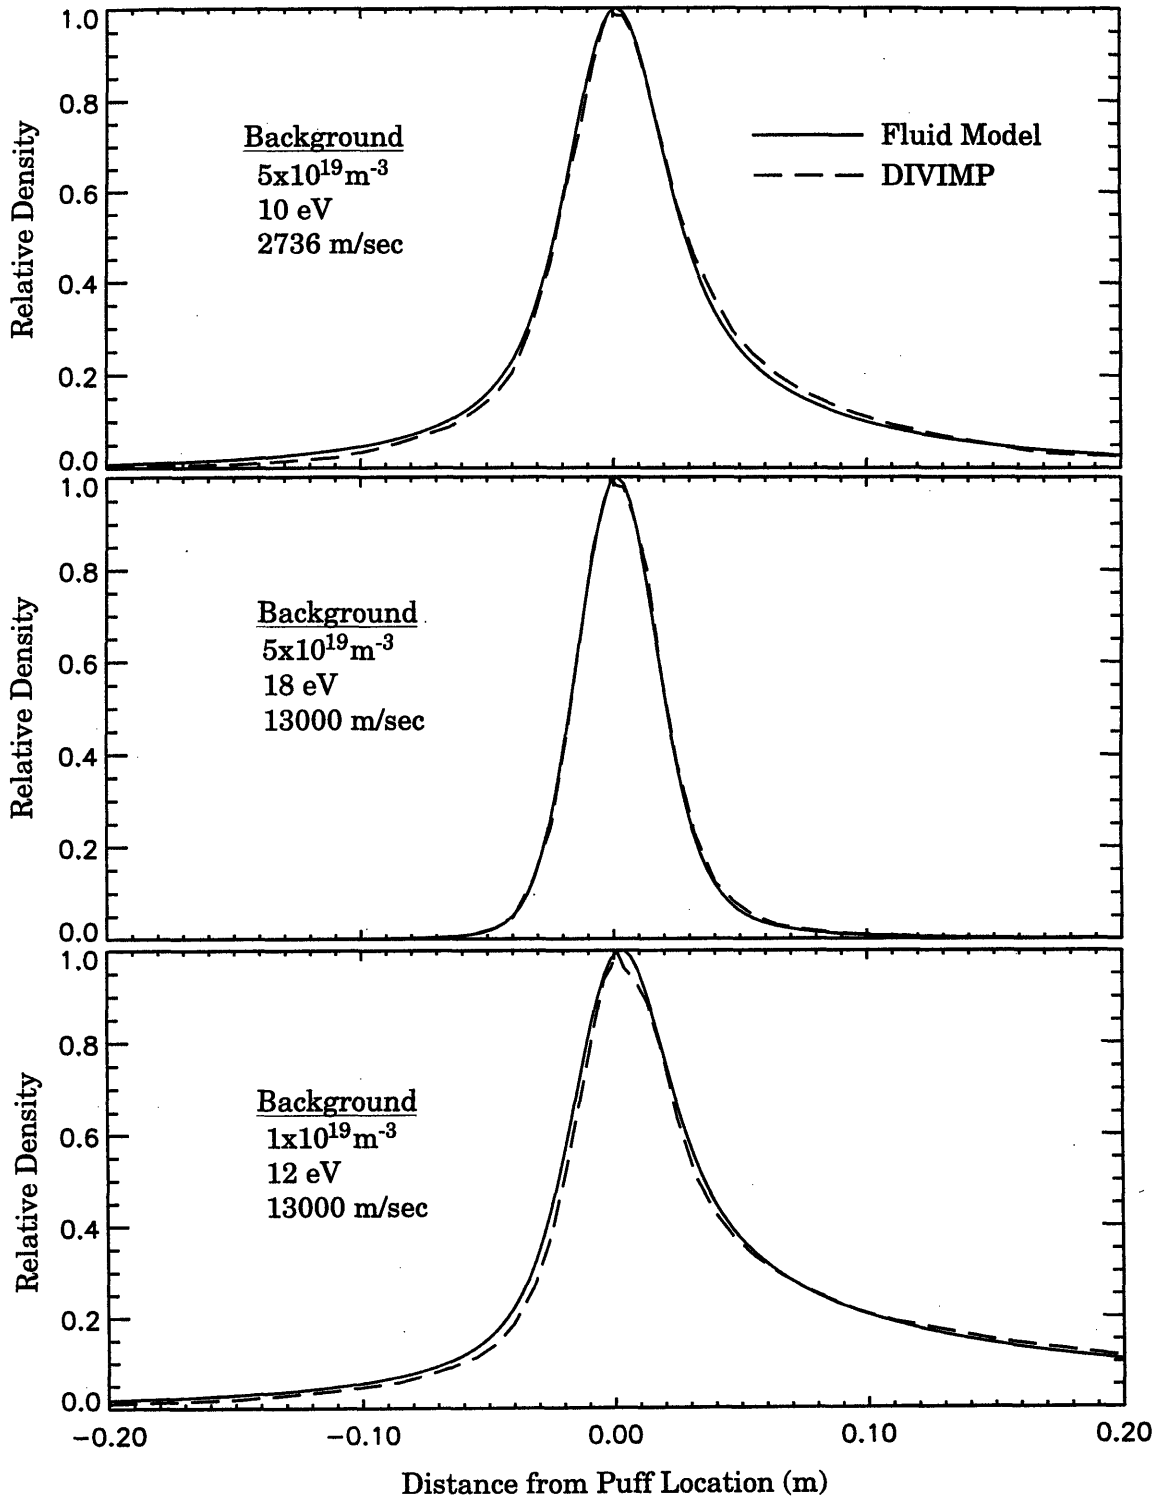 1.0
0.8
0.6
0.4
0.2
0.0
Relative Density
Background
5x10¹⁹m⁻³
10 eV
2736 m/sec
Fluid Model
DIVIMP
1.0
0.8
0.6
0.4
0.2
0.0
Relative Density
Background
5x10¹⁹m⁻³
18 eV
13000 m/sec
1.0
0.8
0.6
0.4
0.2
0.0
Relative Density
Background
1x10¹⁹m⁻³
12 eV
13000 m/sec
−0.20 −0.10 0.00 0.10 0.20
Distance from Puff Location (m)